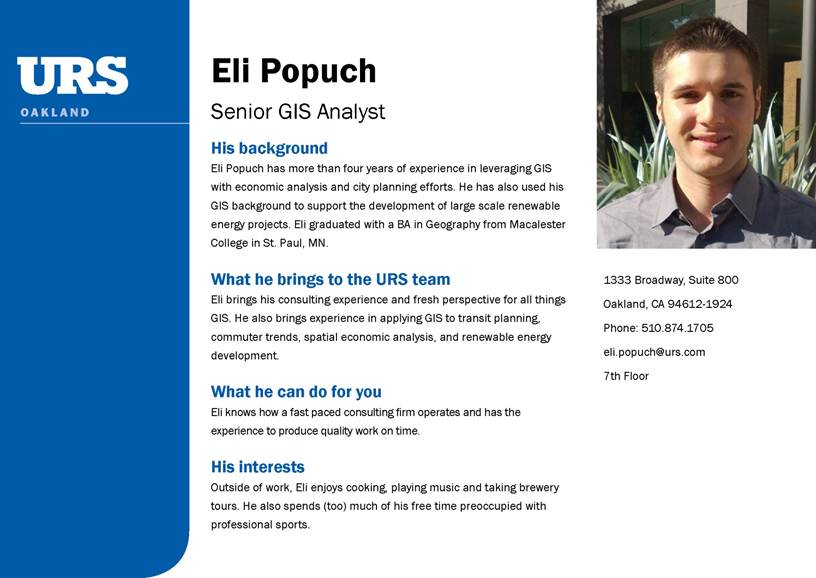 URS
OAKLAND
Eli Popuch
Senior GIS Analyst
His background
Eli Popuch has more than four years of experience in leveraging GIS
with economic analysis and city planning efforts. He has also used his
GIS background to support the development of large scale renewable
energy projects. Eli graduated with a BA in Geography from Macalester
College in St. Paul, MN.
What he brings to the URS team
Eli brings his consulting experience and fresh perspective for all things
GIS. He also brings experience in applying GIS to transit planning,
commuter trends, spatial economic analysis, and renewable energy
development.
What he can do for you
Eli knows how a fast paced consulting firm operates and has the
experience to produce quality work on time.
His interests
Outside of work, Eli enjoys cooking, playing music and taking brewery
tours. He also spends (too) much of his free time preoccupied with
professional sports.
1333 Broadway, Suite 800
Oakland, CA 94612-1924
Phone: 510.874.1705
eli.popuch@urs.com
7th Floor